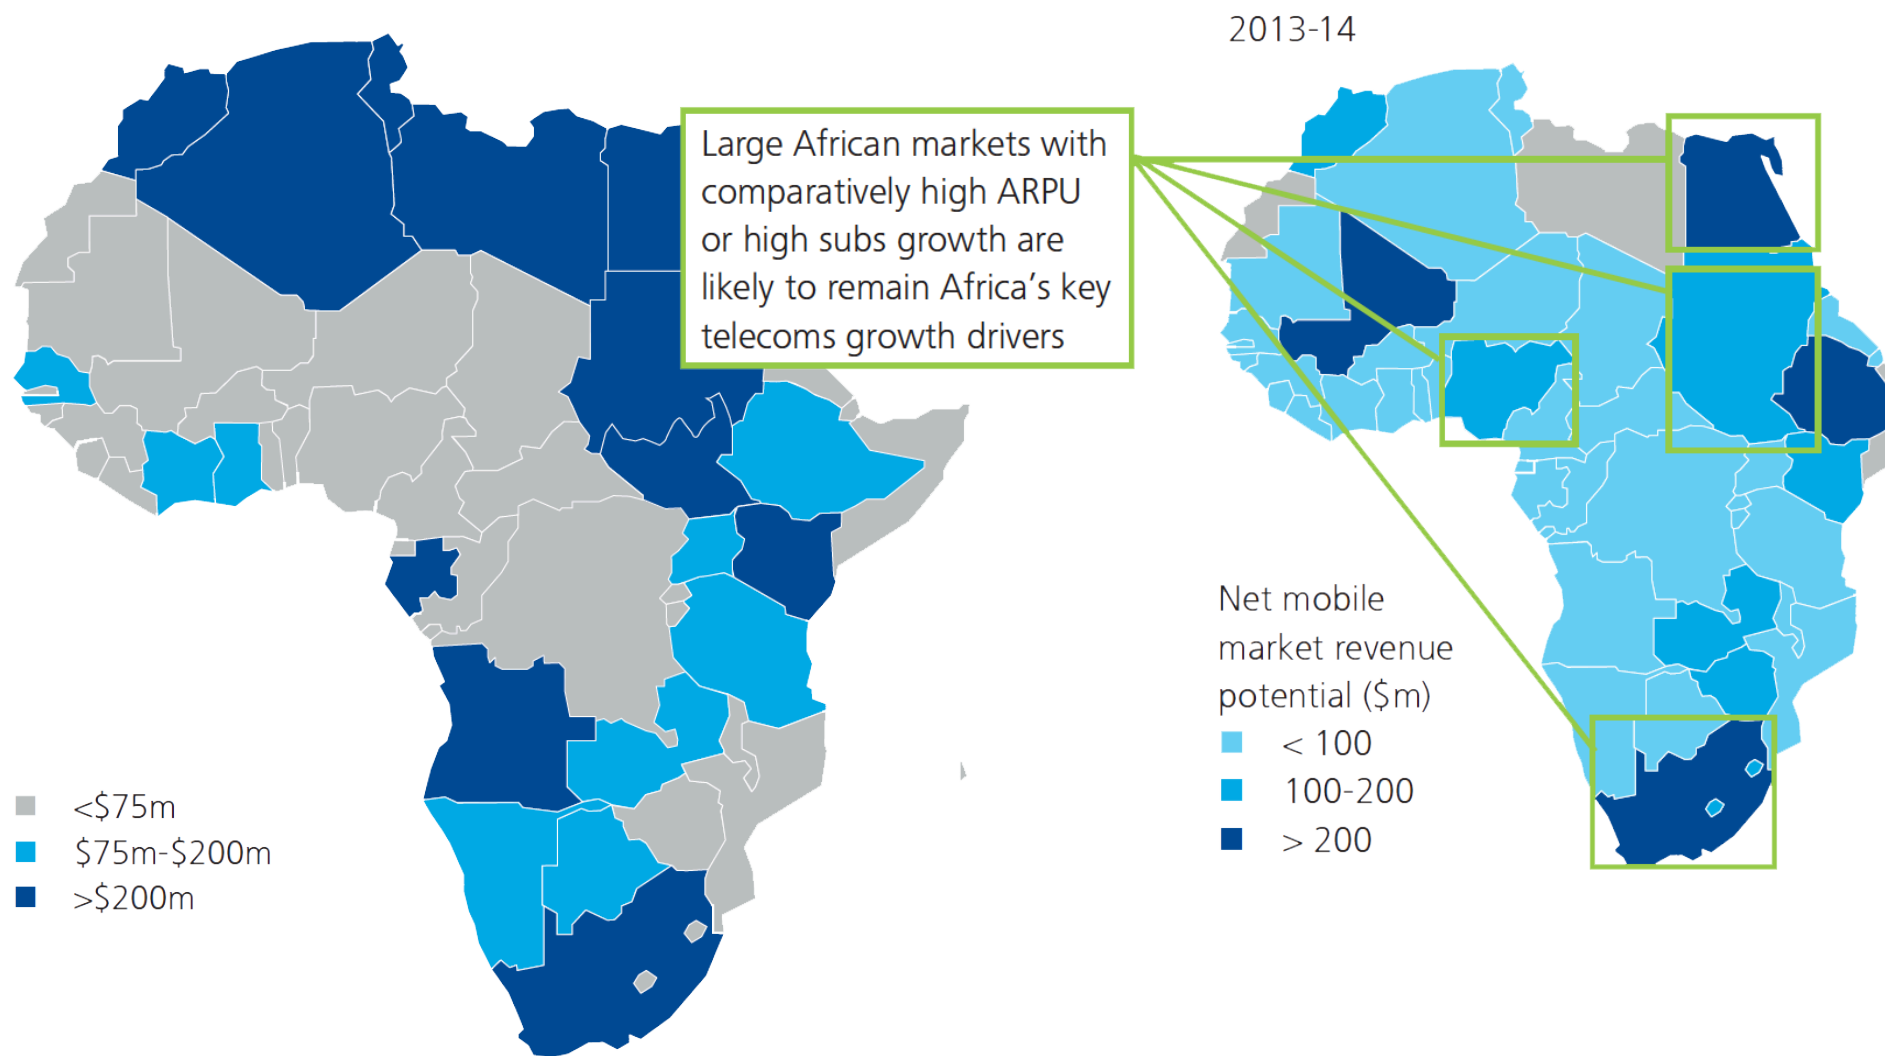 2013-14
Large African markets with
comparatively high ARPU
or high subs growth are
likely to remain Africa's key
telecoms growth drivers
<$75m
$75m-$200m
>$200m
Net mobile
market revenue
potential ($m)
< 100
100-200
> 200